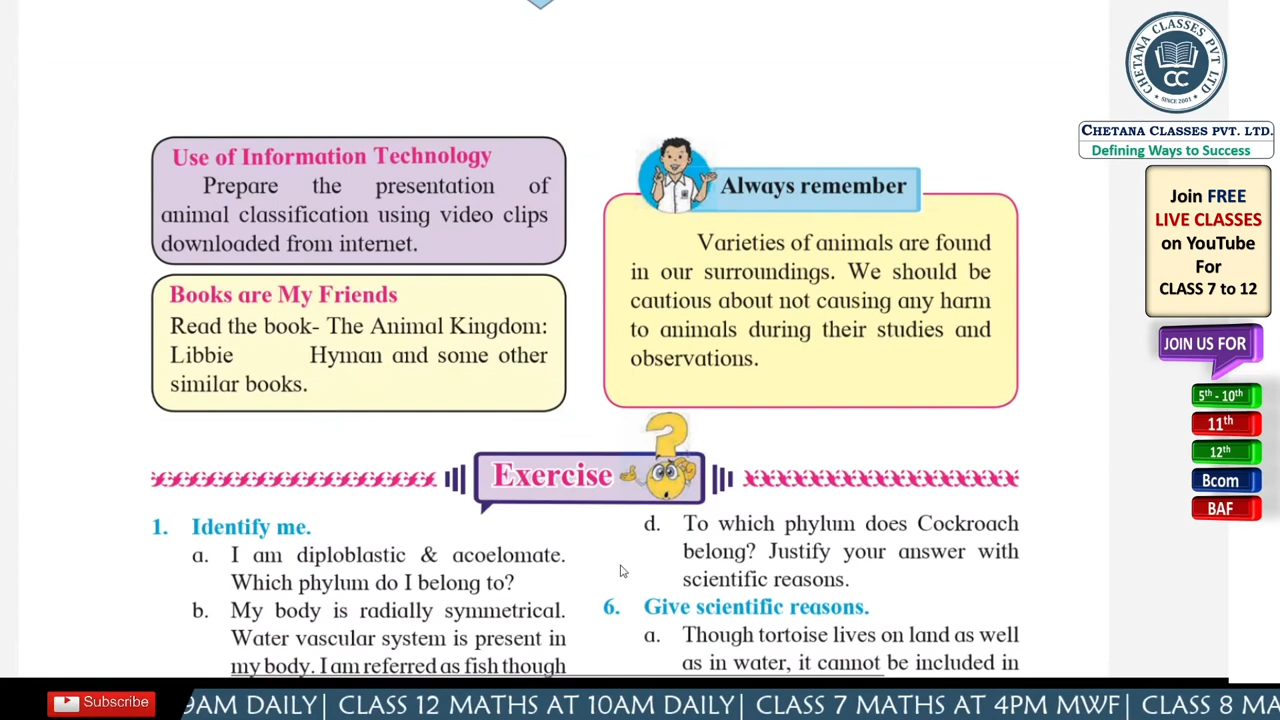 Use of Information Technology
Prepare the presentation of
animal classification using video clips
downloaded from internet.
Books are My Friends
Read the book- The Animal Kingdom:
Libbie Hyman and some other
similar books.
Always remember
Varieties of animals are found
in our surroundings. We should be
cautious about not causing any harm
to animals during their studies and
observations.
Exercise
1. Identify me.
a. I am diploblastic & acoelomate.
Which phylum do I belong to?
b. My body is radially symmetrical.
Water vascular system is present in
my body. I am referred as fish though
d. To which phylum does Cockroach
belong? Justify your answer with
scientific reasons.
6. Give scientific reasons.
a. Though tortoise lives on land as well
as in water, it cannot be included in
CHETANA CLASSES PVT LTD
CC
SINCE 2001
CHETANA CLASSES PVT. LTD.
Defining Ways to Success
Join FREE
LIVE CLASSES
on YouTube
For
CLASS 7 to 12
JOIN US FOR
5th - 10th
11th
12th
Bcom
BAF
Subscribe
9AM DAILY| CLASS 12 MATHS AT 10AM DAILY| CLASS 7 MATHS AT 4PM MWF| CLASS 8 MA